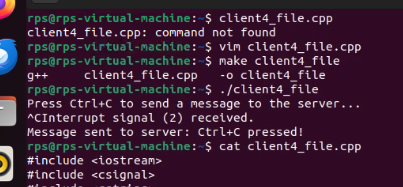 rps@rps-virtual-machine:~$ client4_file.cpp
client4_file.cpp: command not found
rps@rps-virtual-machine:~$ vim client4_file.cpp
rps@rps-virtual-machine:~$ make client4_file
g++     client4_file.cpp   -o client4_file
rps@rps-virtual-machine:~$ ./client4_file
Press Ctrl+C to send a message to the server...
^CInterrupt signal (2) received.
Message sent to server: Ctrl+C pressed!
rps@rps-virtual-machine:~$ cat client4_file.cpp
#include <iostream>
#include <csignal>